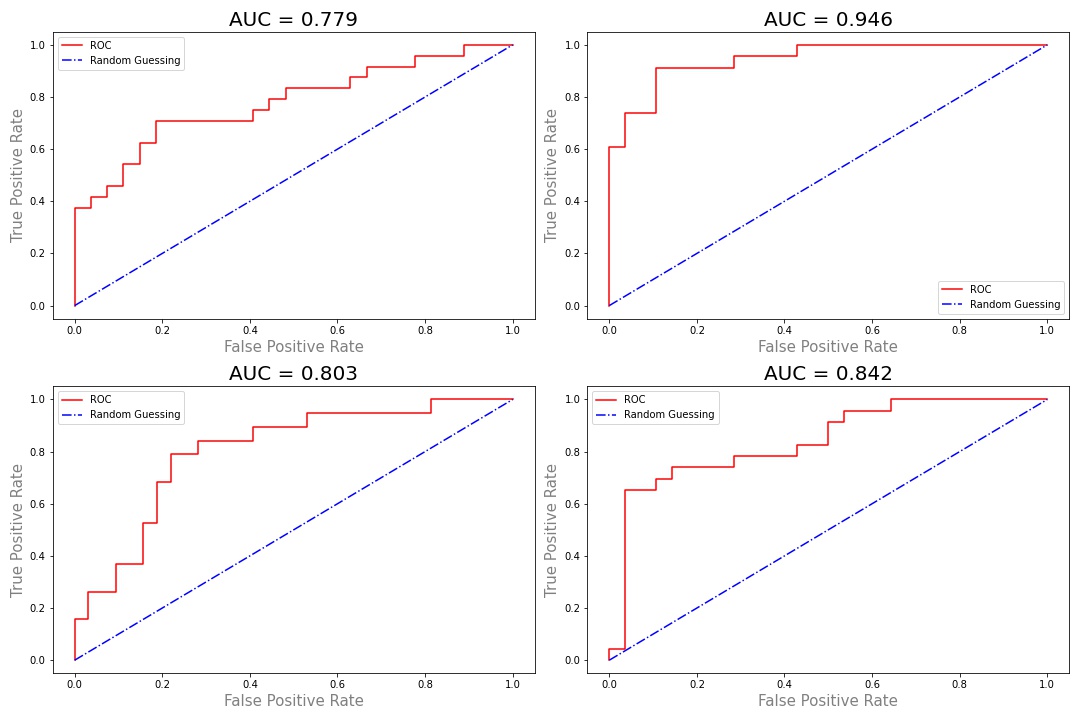 AUC = 0.779
1.0
0.8
0.6
0.4
0.2
0.0
True Positive Rate
ROC
Random Guessing
0.0 0.2 0.4 0.6 0.8 1.0
False Positive Rate
AUC = 0.946
1.0
0.8
0.6
0.4
0.2
0.0
True Positive Rate
ROC
Random Guessing
0.0 0.2 0.4 0.6 0.8 1.0
False Positive Rate
AUC = 0.803
1.0
0.8
0.6
0.4
0.2
0.0
True Positive Rate
ROC
Random Guessing
0.0 0.2 0.4 0.6 0.8 1.0
False Positive Rate
AUC = 0.842
1.0
0.8
0.6
0.4
0.2
0.0
True Positive Rate
ROC
Random Guessing
0.0 0.2 0.4 0.6 0.8 1.0
False Positive Rate